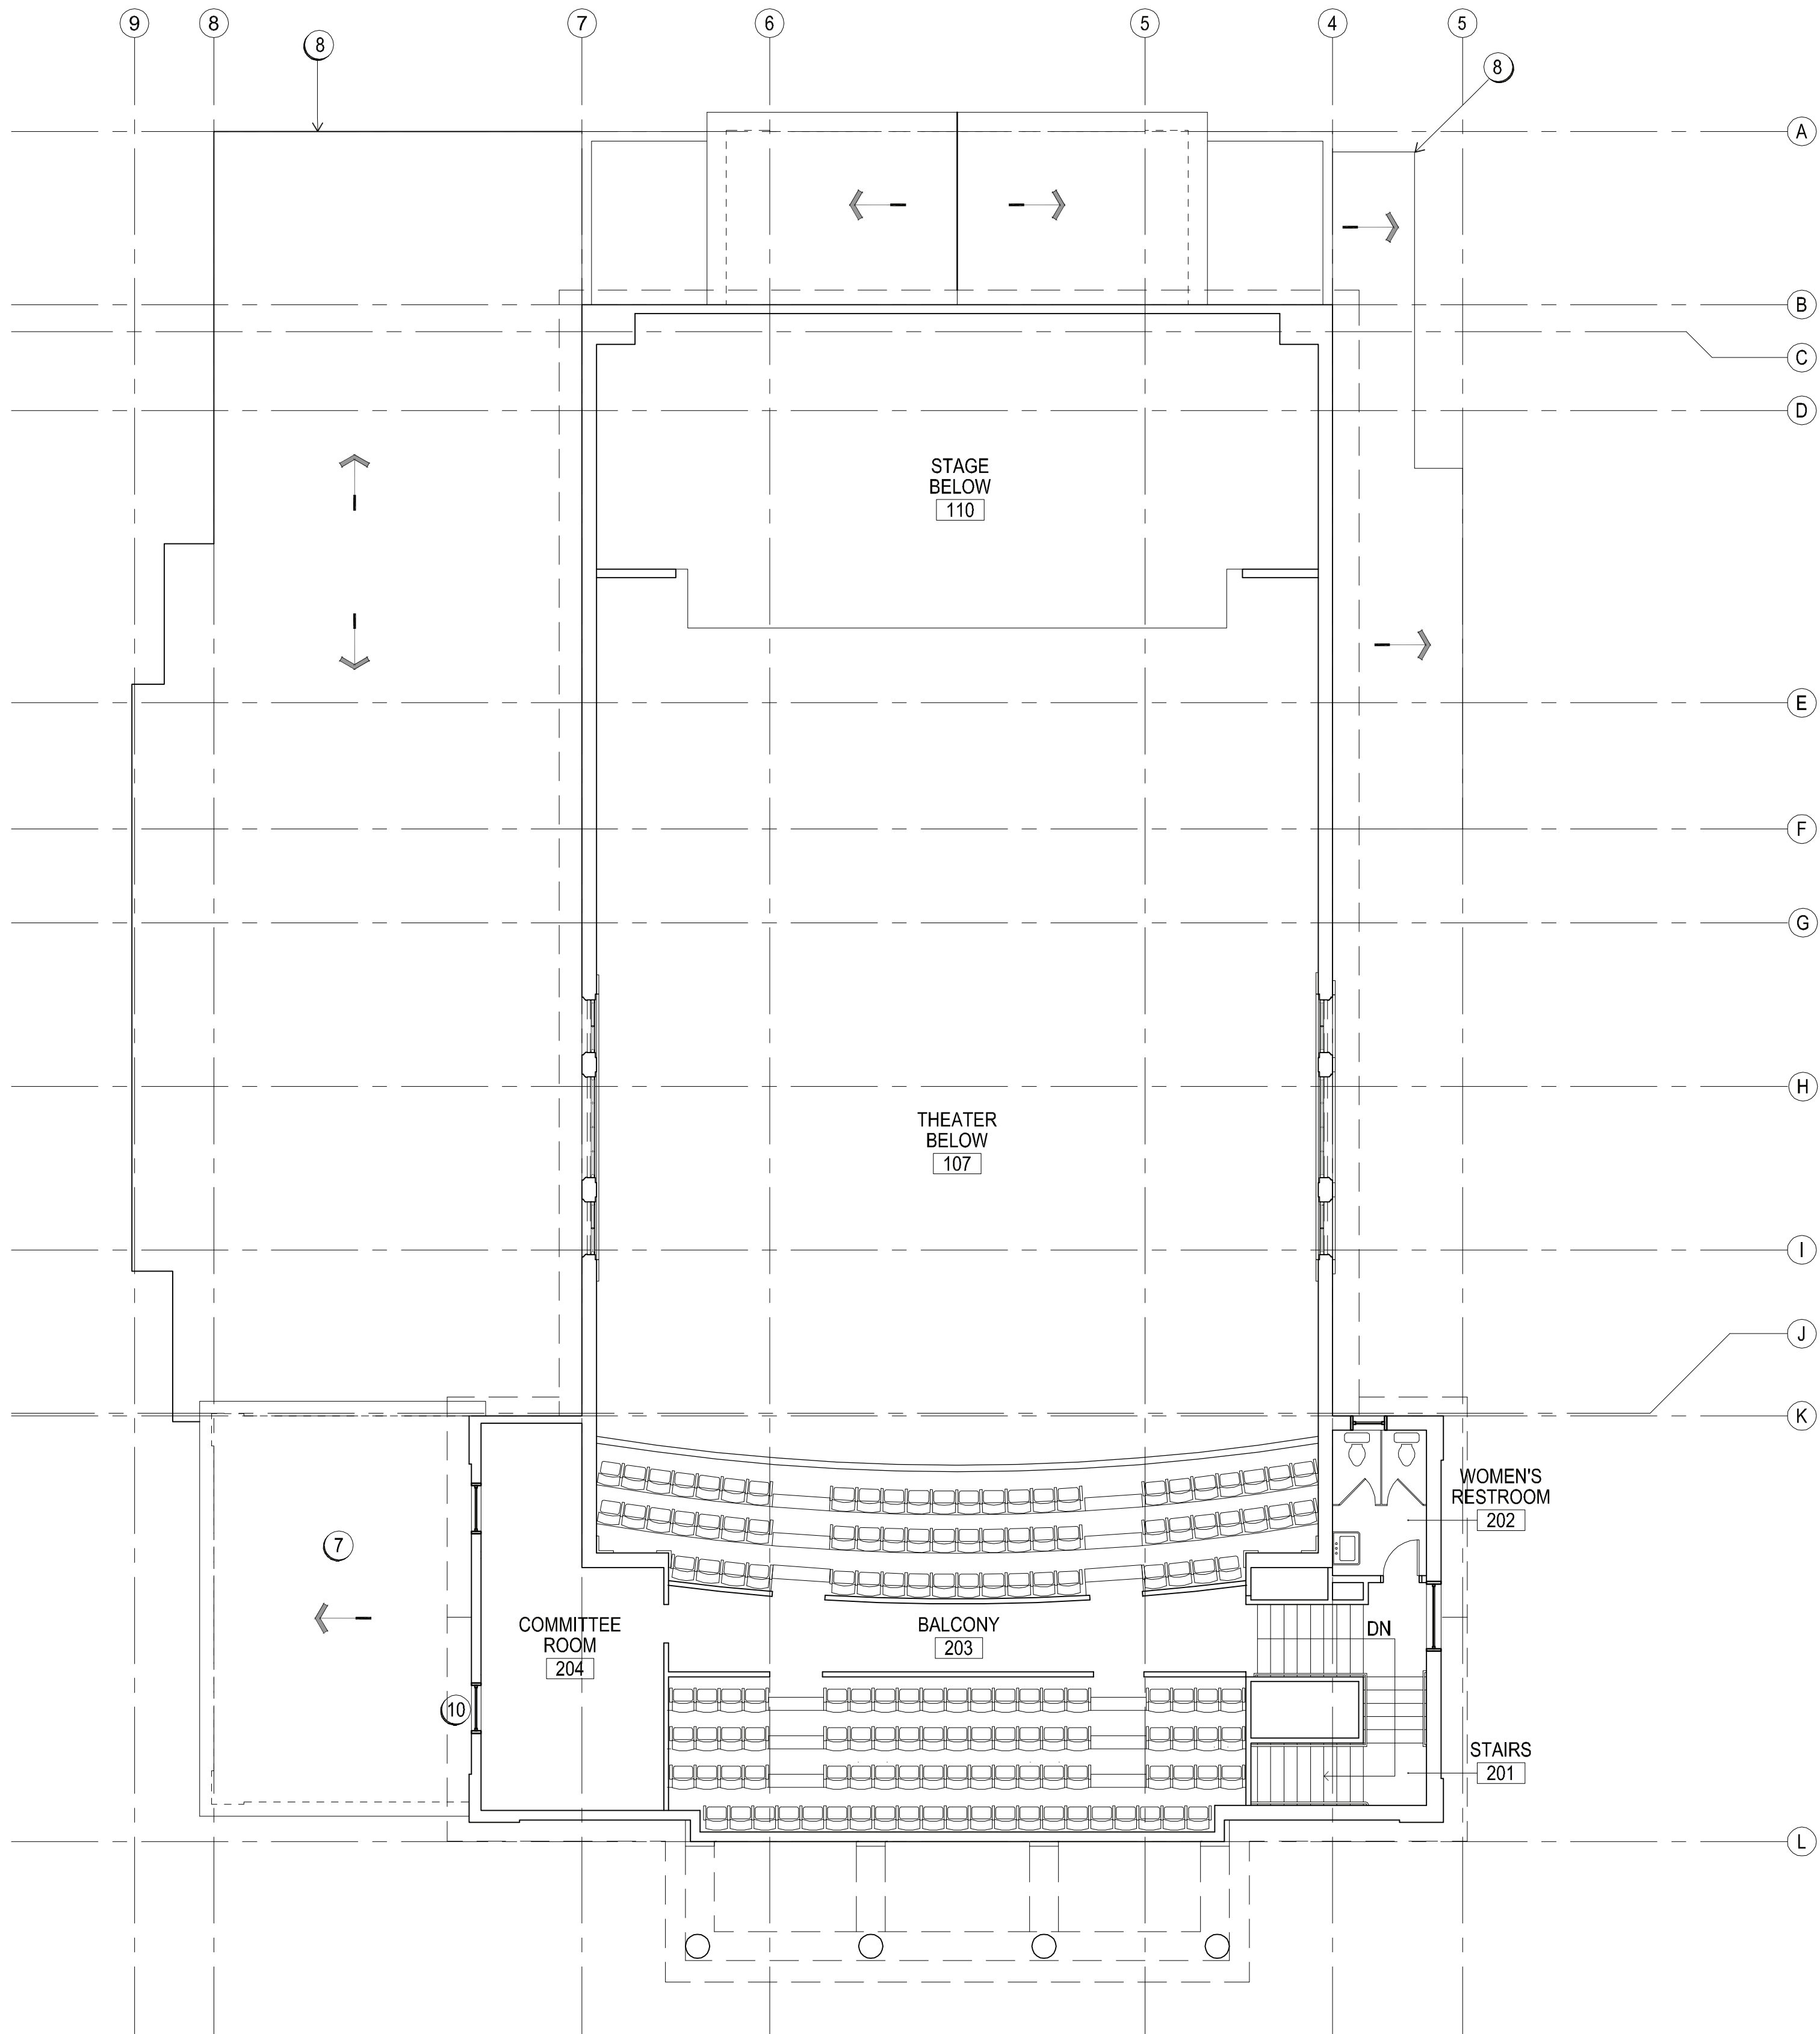 9
8
7
6
5
4
5
8
8
A
B
C
D
STAGE
BELOW
110
E
F
G
H
THEATER
BELOW
107
I
J
K
WOMEN'S
RESTROOM
202
7
COMMITTEE
ROOM
204
BALCONY
203
DN
10
STAIRS
201
L